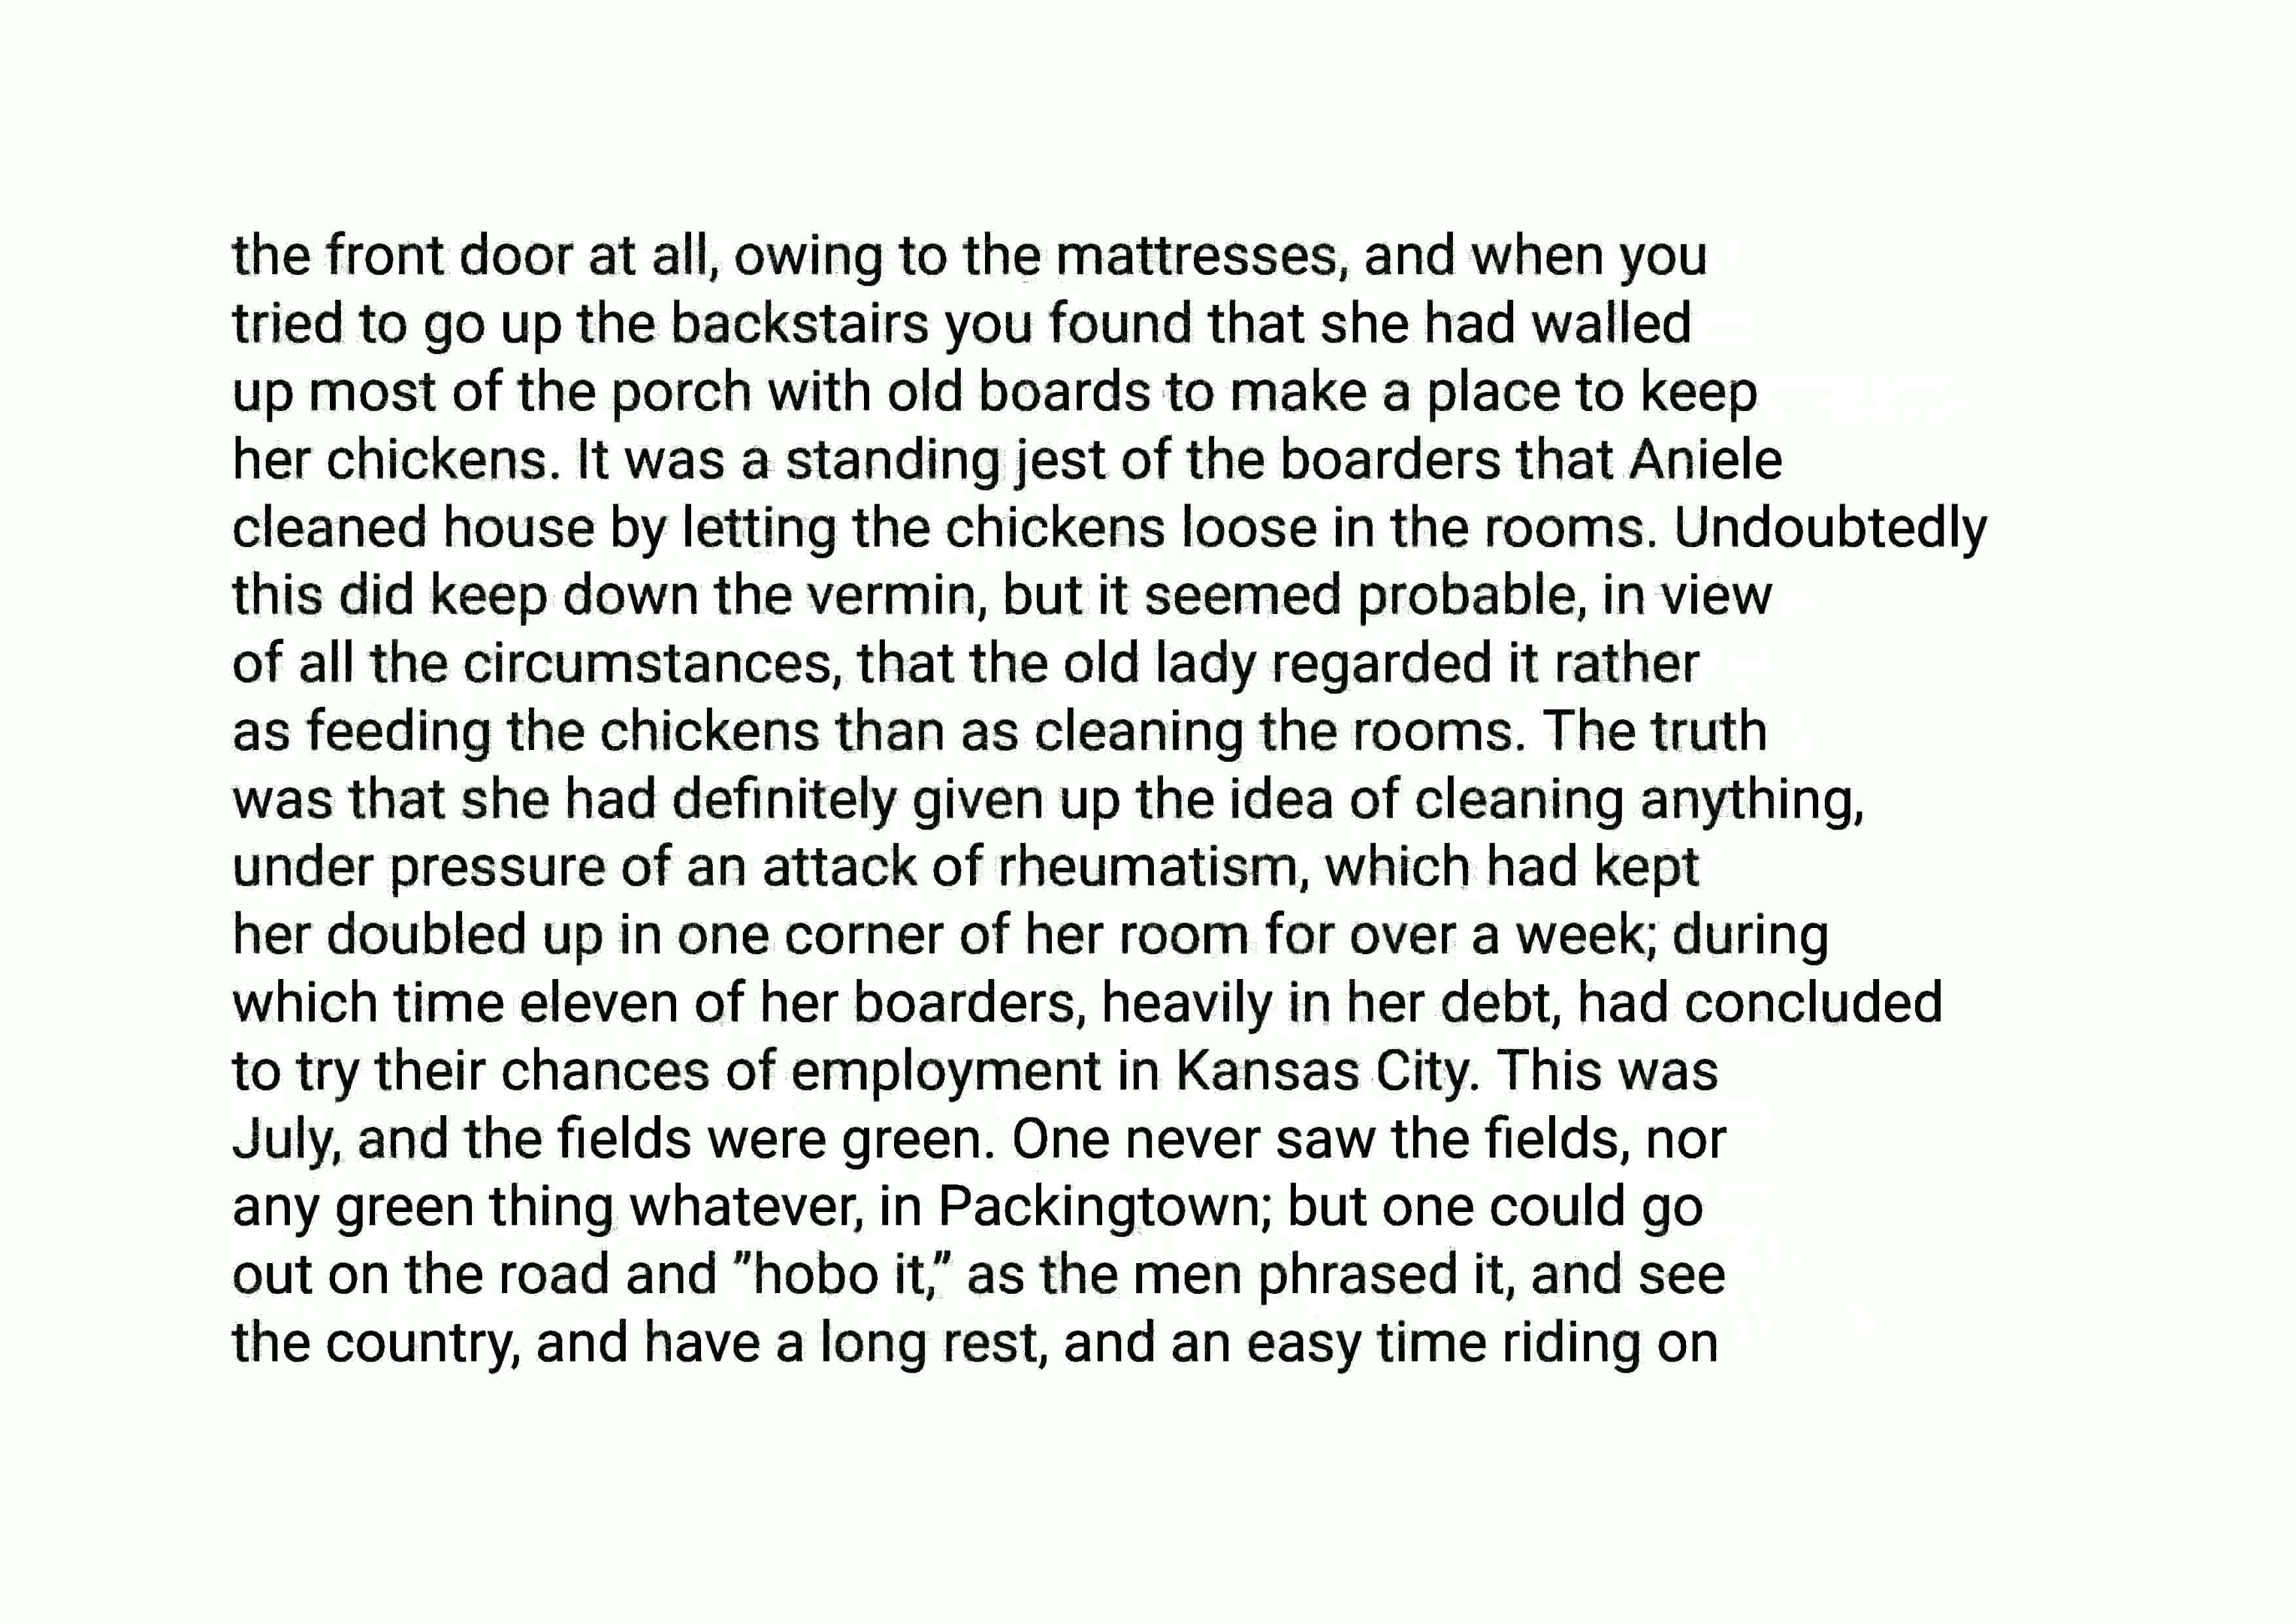 the front door at all, owing to the mattresses, and when you
tried to go up the backstairs you found that she had walled
up most of the porch with old boards to make a place to keep
her chickens. It was a standing jest of the boarders that Aniele
cleaned house by letting the chickens loose in the rooms. Undoubtedly
this did keep down the vermin, but it seemed probable, in view
of all the circumstances, that the old lady regarded it rather
as feeding the chickens than as cleaning the rooms. The truth
was that she had definitely given up the idea of cleaning anything,
under pressure of an attack of rheumatism, which had kept
her doubled up in one corner of her room for over a week; during
which time eleven of her boarders, heavily in her debt, had concluded
to try their chances of employment in Kansas City. This was
July, and the fields were green. One never saw the fields, nor
any green thing whatever, in Packingtown; but one could go
out on the road and "hobo it," as the men phrased it, and see
the country, and have a long rest, and an easy time riding on